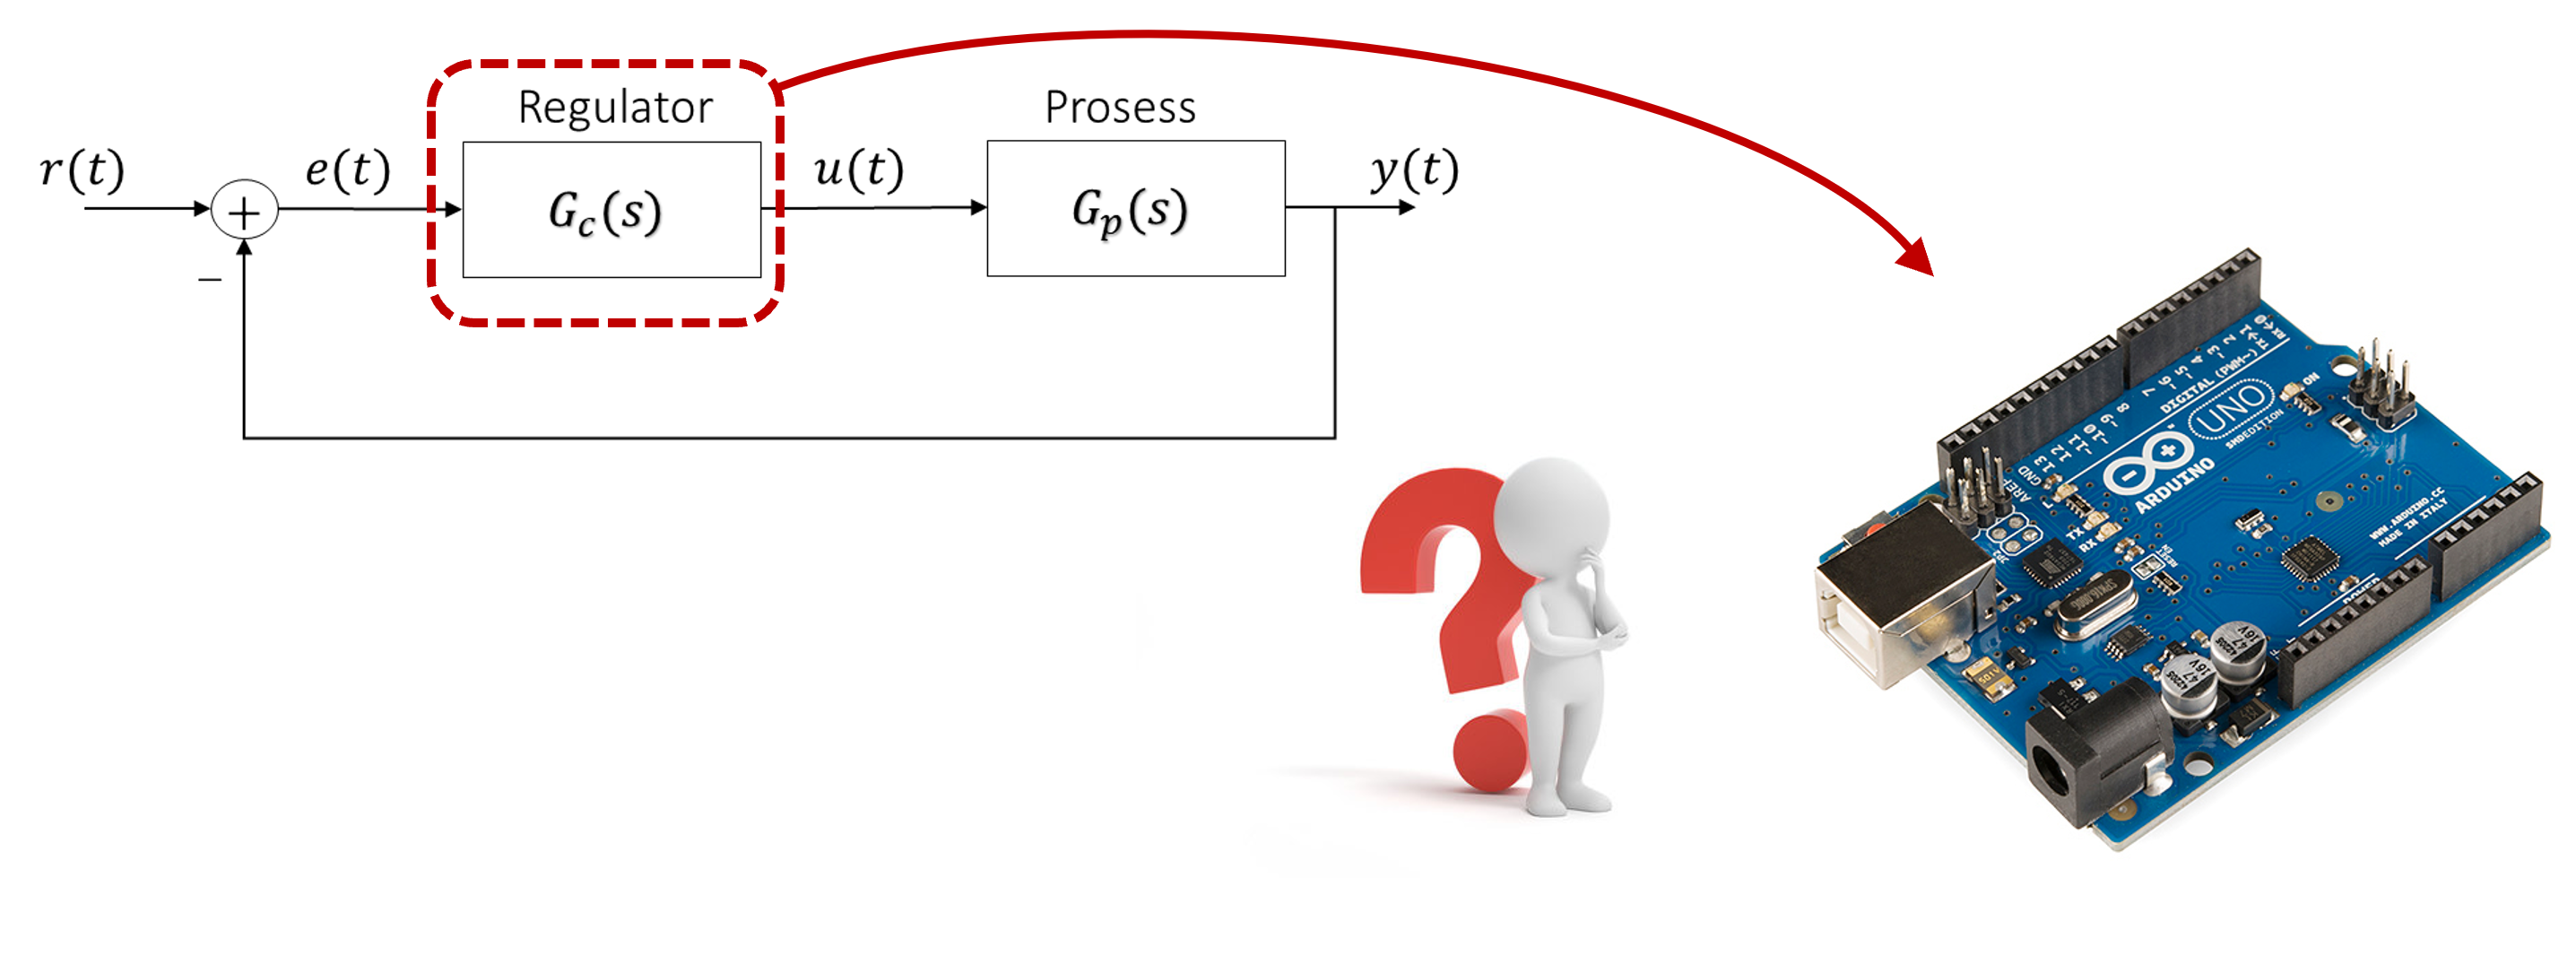 Regulator
Prosess
r(t)
e(t)
G_c(s)
u(t)
G_p(s)
y(t)
+
−
ON
UNO
ARDUINO
DIGITAL (PWM~)
SMD EDITION
TX→1
RX←0
~3 2
7 ~6 ~5 4
GND 13 12 ~11 ~10 ~9 8
AREF
L
TX
RX
WWW.ARDUINO.CC
MADE IN ITALY
RESET EN
47
16V
47
16V